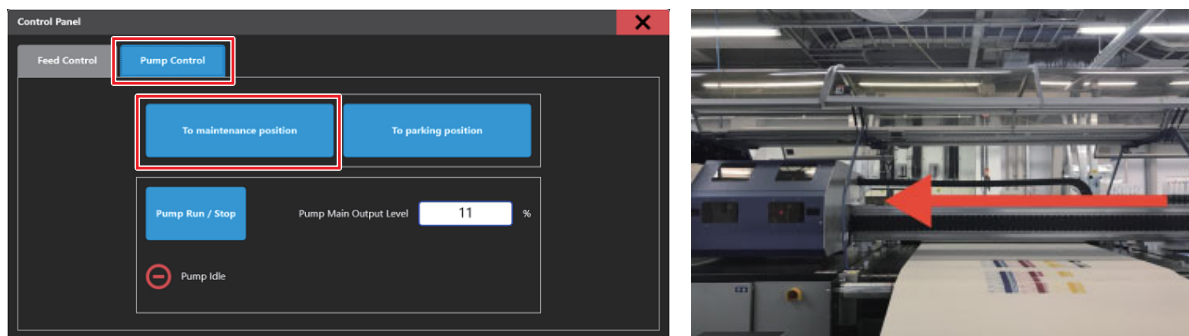 Control Panel
Feed Control
Pump Control
To maintenance position
To parking position
Pump Run / Stop
Pump Main Output Level
11
%
Pump Idle